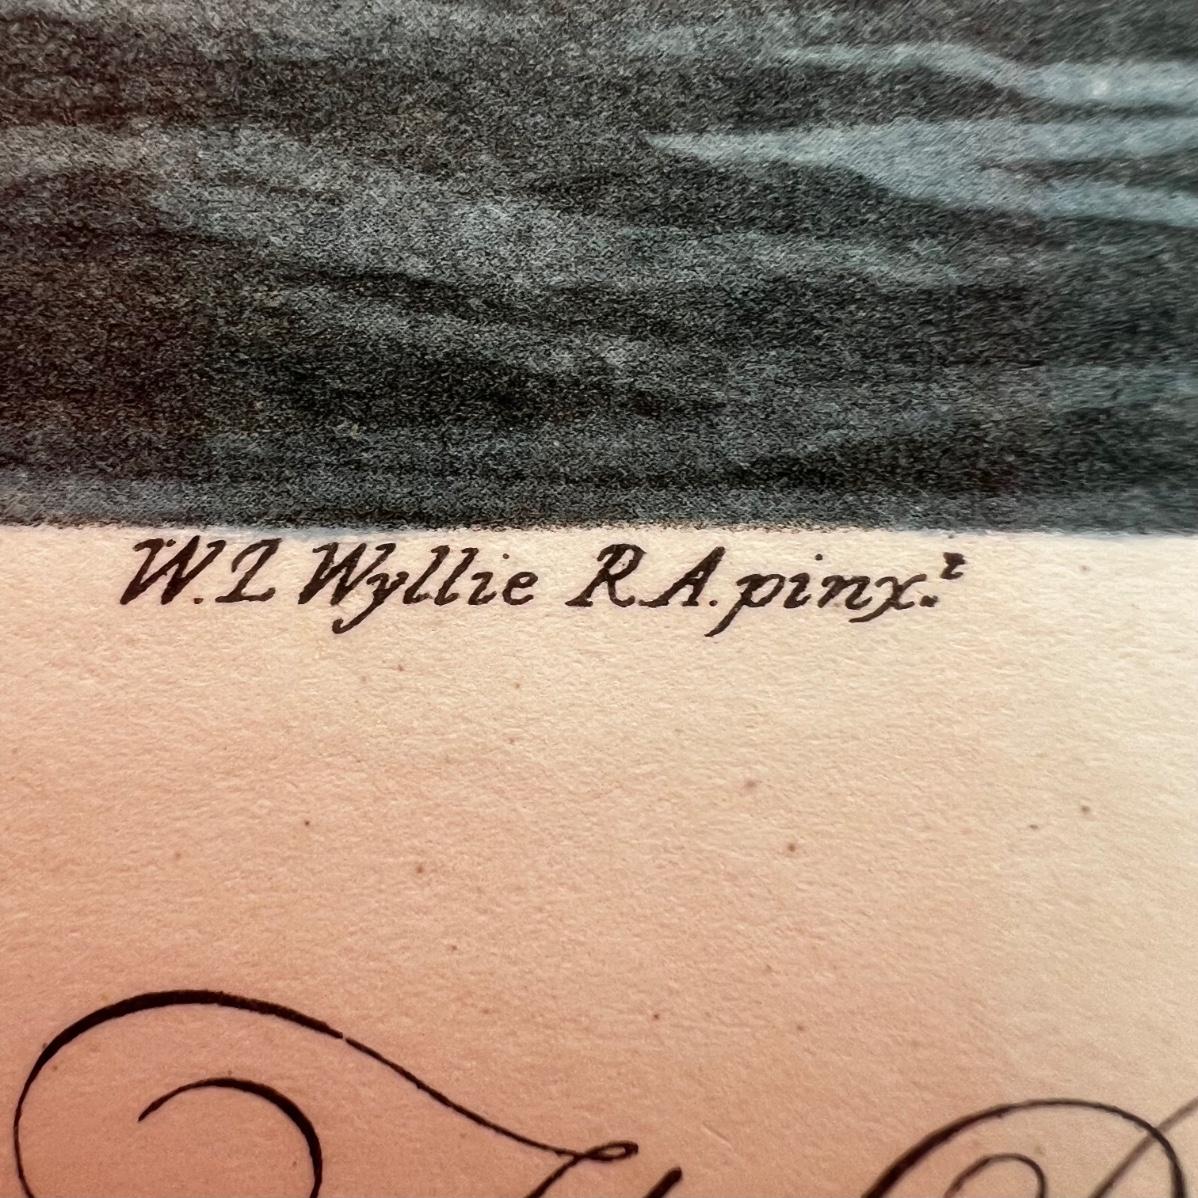 W. L Wyllie R.A. pinx.ᵗ